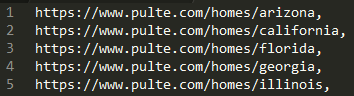 1 https://www.pulte.com/homes/arizona,
2 https://www.pulte.com/homes/california,
3 https://www.pulte.com/homes/florida,
4 https://www.pulte.com/homes/georgia,
5 https://www.pulte.com/homes/illinois,